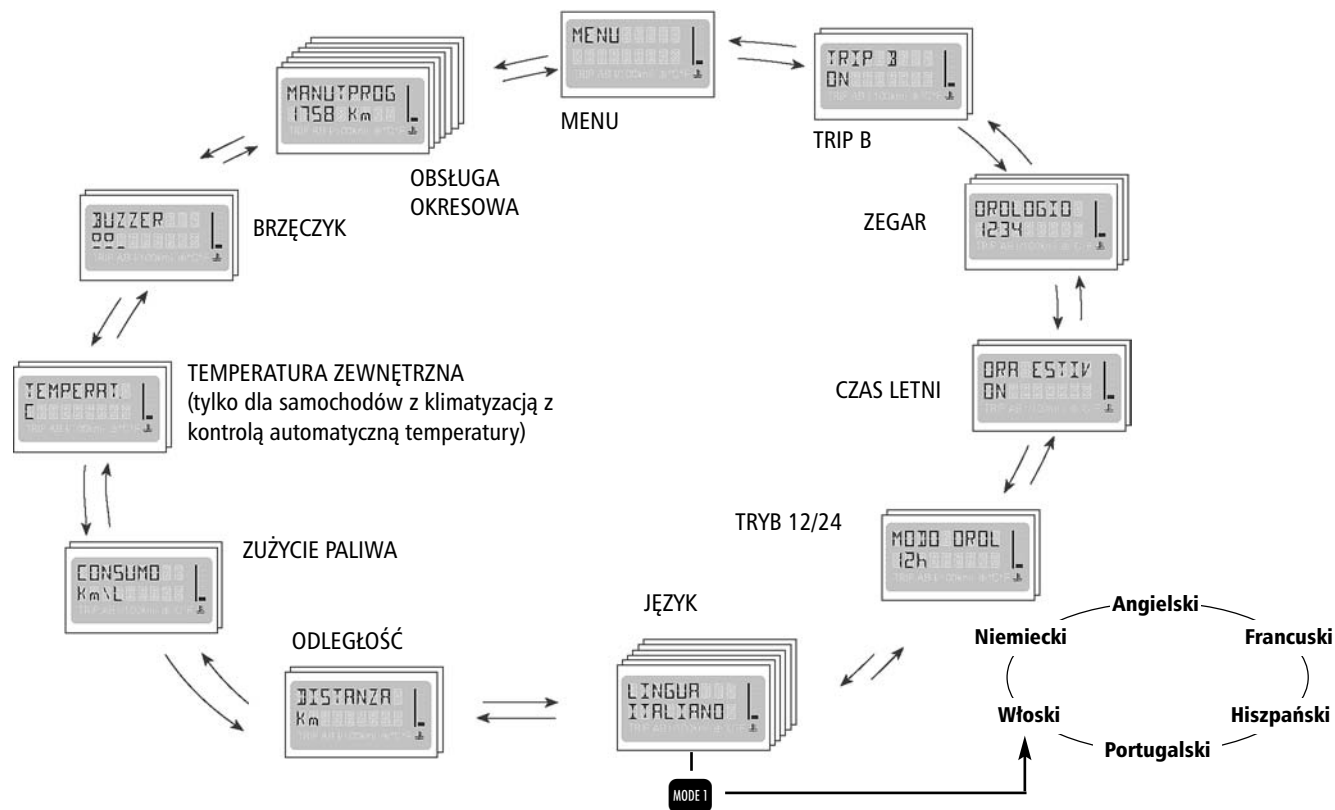 MENU
MENU
TRIP B
ON
TRIP B
OROLOGIO
1234
ZEGAR
ORA ESTIV
ON
CZAS LETNI
MODO OROL
12h
TRYB 12/24
LINGUA
ITALIANO
JĘZYK
MODE 1
Angielski
Francuski
Hiszpański
Portugalski
Włoski
Niemiecki
DISTANZA
Km
ODLEGŁOŚĆ
CONSUMO
Km\L
ZUŻYCIE PALIWA
TEMPERAT.
C
TEMPERATURA ZEWNĘTRZNA
(tylko dla samochodów z klimatyzacją z
kontrolą automatyczną temperatury)
BUZZER
BRZĘCZYK
MANUTPROG
1758 Km
OBSŁUGA
OKRESOWA